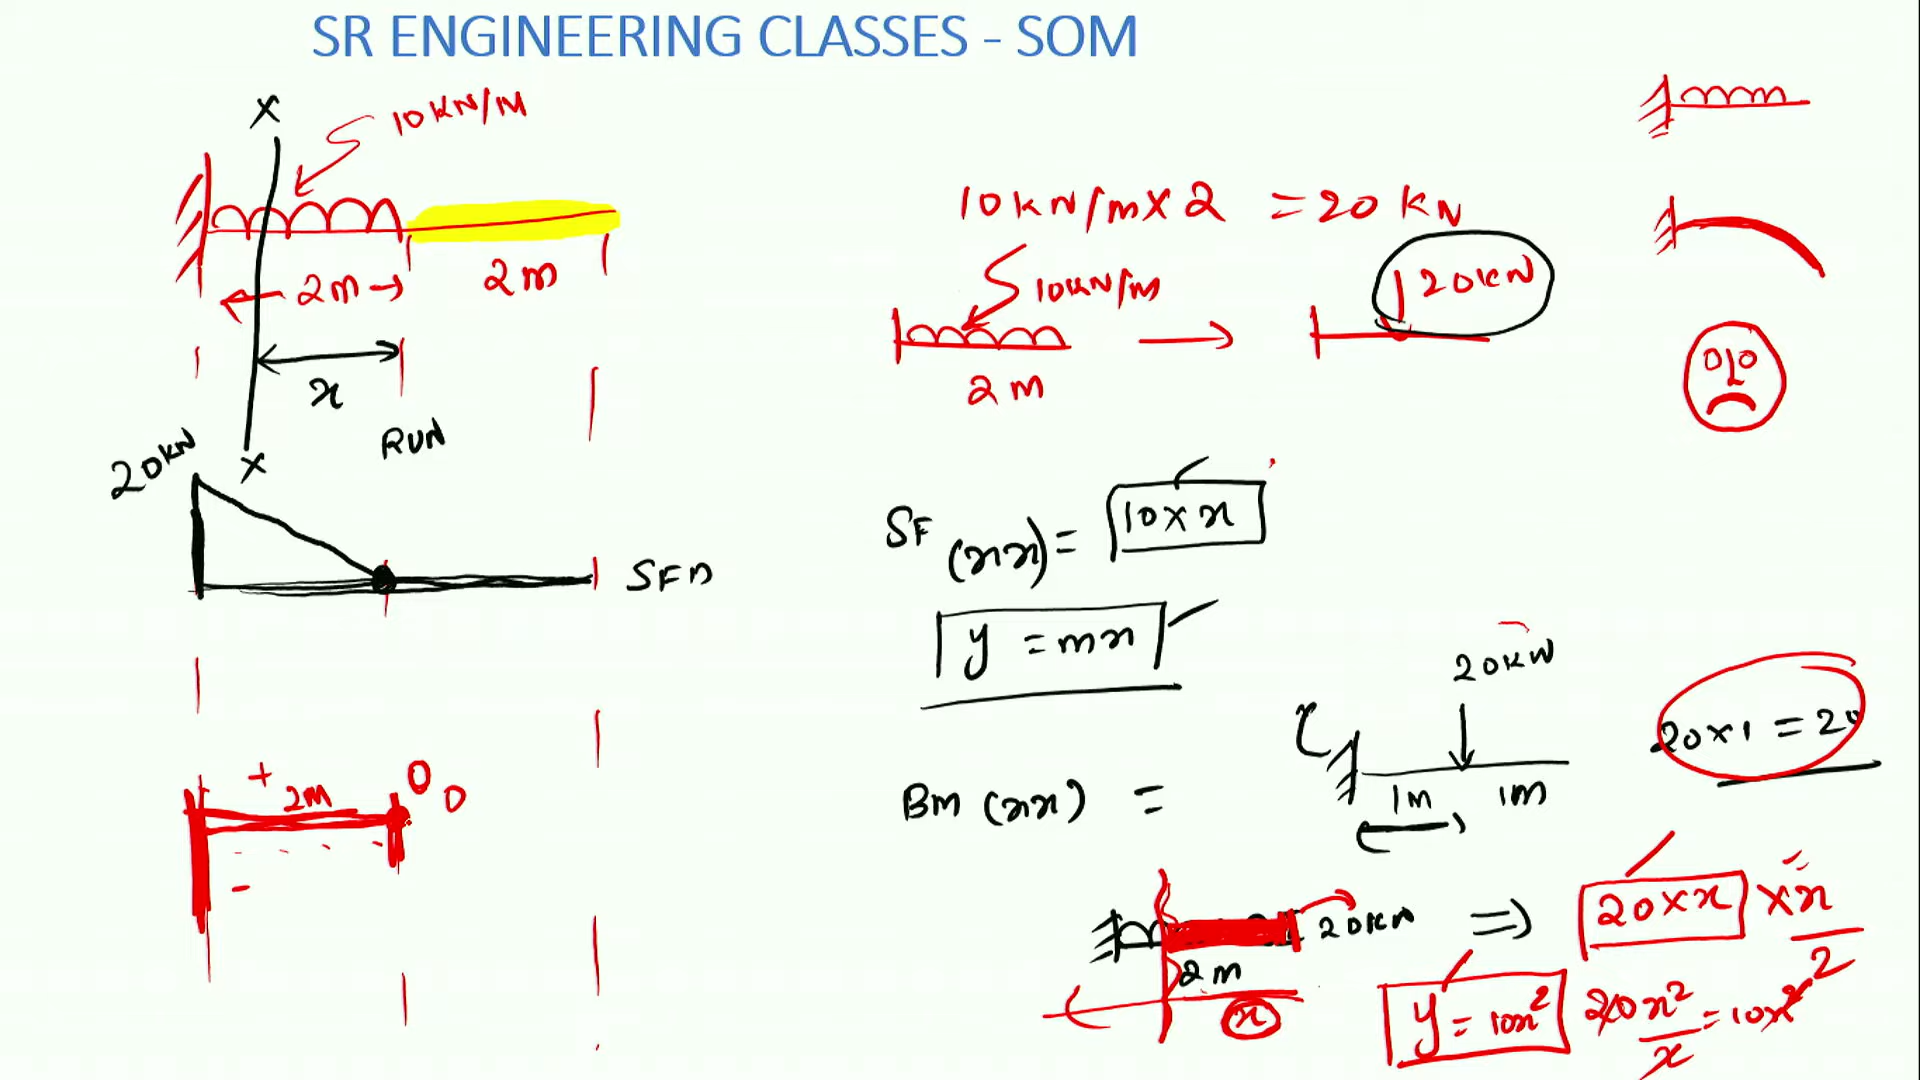 SR ENGINEERING CLASSES - SOM
X
10KN/M
2m
2m
x
X
RUN
20KN
SFD
+
2m
0
0
-
10KN/mx2 = 20 KN
10KN/M
2 m
20KN
SF (xx) = 10 x x
y = mx
BM (xx) =
20KN
1m
1m
20x1 = 20
20KN
2 m
x
⇒ 20 x x x x/2
y = 10x²
20x²/x = 10x²